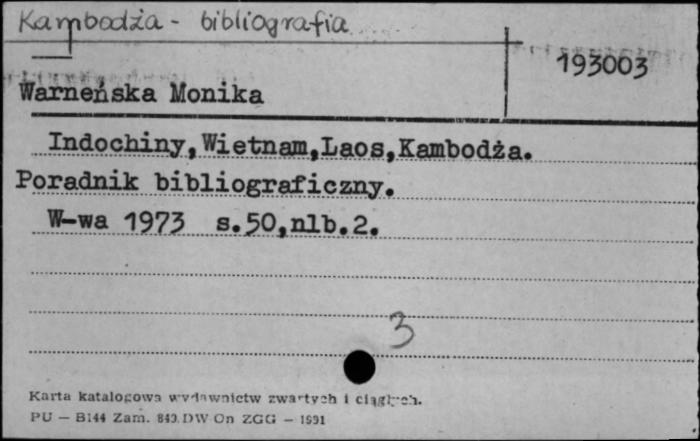 Kambodża - bibliografia
193003
Warneńska Monika
Indochiny,Wietnam,Laos,Kambodża.
Poradnik bibliograficzny.
W-wa 1973 s.50,nlb.2.
3
Karta katalogowa wydawnictw zwartych i ciągłych.
PU — B144 Zam. 843. DW On ZGG — 1991